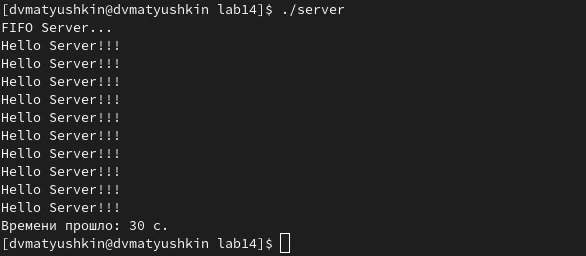 [dvmatyushkin@dvmatyushkin lab14]$ ./server
FIFO Server...
Hello Server!!!
Hello Server!!!
Hello Server!!!
Hello Server!!!
Hello Server!!!
Hello Server!!!
Hello Server!!!
Hello Server!!!
Hello Server!!!
Hello Server!!!
Времени прошло: 30 с.
[dvmatyushkin@dvmatyushkin lab14]$